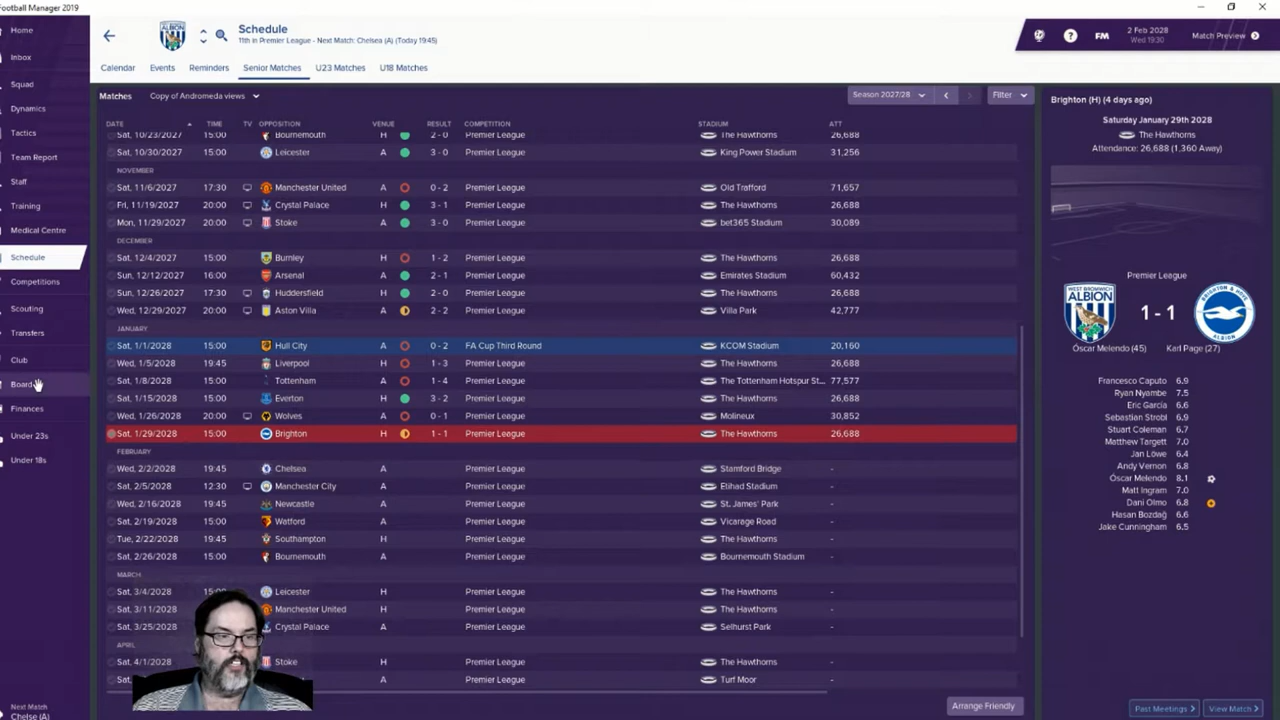 Football Manager 2019
Home
Inbox
Squad
Dynamics
Tactics
Team Report
Staff
Training
Medical Centre
Schedule
Competitions
Scouting
Transfers
Club
Board
Finances
Under 23s
Under 18s
Next Match
Chelse (A)
ALBION
Schedule
11th in Premier League - Next Match: Chelsea (A) (Today 19:45)
? FM 2 Feb 2028
Wed 19:30
Match Preview
Calendar Events Reminders Senior Matches U23 Matches U18 Matches
Matches Copy of Andromeda views Season 2027/28 Filter
DATE TIME TV OPPOSITION VENUE RESULT COMPETITION STADIUM ATT
Sat, 10/23/2027 15:00 Bournemouth H 2 - 0 Premier League The Hawthorns 26,688
Sat, 10/30/2027 15:00 Leicester A 3 - 0 Premier League King Power Stadium 31,256
NOVEMBER
Sat, 11/6/2027 17:30 Manchester United A 0 - 2 Premier League Old Trafford 71,657
Fri, 11/19/2027 20:00 Crystal Palace H 3 - 1 Premier League The Hawthorns 26,688
Mon, 11/29/2027 20:00 Stoke A 3 - 0 Premier League bet365 Stadium 30,089
DECEMBER
Sat, 12/4/2027 15:00 Burnley H 1 - 2 Premier League The Hawthorns 26,688
Sun, 12/12/2027 16:00 Arsenal A 2 - 1 Premier League Emirates Stadium 60,432
Sun, 12/26/2027 17:30 Huddersfield H 2 - 0 Premier League The Hawthorns 26,688
Wed, 12/29/2027 20:00 Aston Villa A 2 - 2 Premier League Villa Park 42,777
JANUARY
Sat, 1/1/2028 15:00 Hull City A 0 - 2 FA Cup Third Round KCOM Stadium 20,160
Wed, 1/5/2028 19:45 Liverpool H 1 - 3 Premier League The Hawthorns 26,688
Sat, 1/8/2028 15:00 Tottenham A 1 - 4 Premier League The Tottenham Hotspur St... 77,577
Sat, 1/15/2028 15:00 Everton H 3 - 2 Premier League The Hawthorns 26,688
Wed, 1/26/2028 20:00 Wolves A 0 - 1 Premier League Molineux 30,852
Sat, 1/29/2028 15:00 Brighton H 1 - 1 Premier League The Hawthorns 26,688
FEBRUARY
Wed, 2/2/2028 19:45 Chelsea A Premier League Stamford Bridge -
Sat, 2/5/2028 12:30 Manchester City A Premier League Etihad Stadium -
Wed, 2/16/2028 19:45 Newcastle A Premier League St. James' Park -
Sat, 2/19/2028 15:00 Watford A Premier League Vicarage Road -
Tue, 2/22/2028 19:45 Southampton H Premier League The Hawthorns -
Sat, 2/26/2028 15:00 Bournemouth A Premier League Bournemouth Stadium -
MARCH
Sat, 3/4/2028 15:00 Leicester H Premier League The Hawthorns -
Sat, 3/11/2028 Manchester United H Premier League The Hawthorns -
Sat, 3/25/2028 Crystal Palace A Premier League Selhurst Park -
APRIL
Sat, 4/1/2028 Stoke H Premier League The Hawthorns -
Sat, Burnley A Premier League Turf Moor -
Arrange Friendly
Brighton (H) (4 days ago)
Saturday January 29th 2028
The Hawthorns
Attendance: 26,688 (1,360 Away)
Premier League
WEST BROMWICH
ALBION
1 - 1
Óscar Melendo (45) Karl Page (27)
Francesco Caputo 6.9
Ryan Nyambe 7.5
Eric García 6.6
Sebastian Strobl 6.9
Stuart Coleman 6.7
Matthew Targett 7.0
Jan Löwe 6.4
Andy Vernon 6.8
Óscar Melendo 8.1
Matt Ingram 7.0
Dani Olmo 6.8
Hasan Bozdağ 6.6
Jake Cunningham 6.5
Past Meetings > View Match >